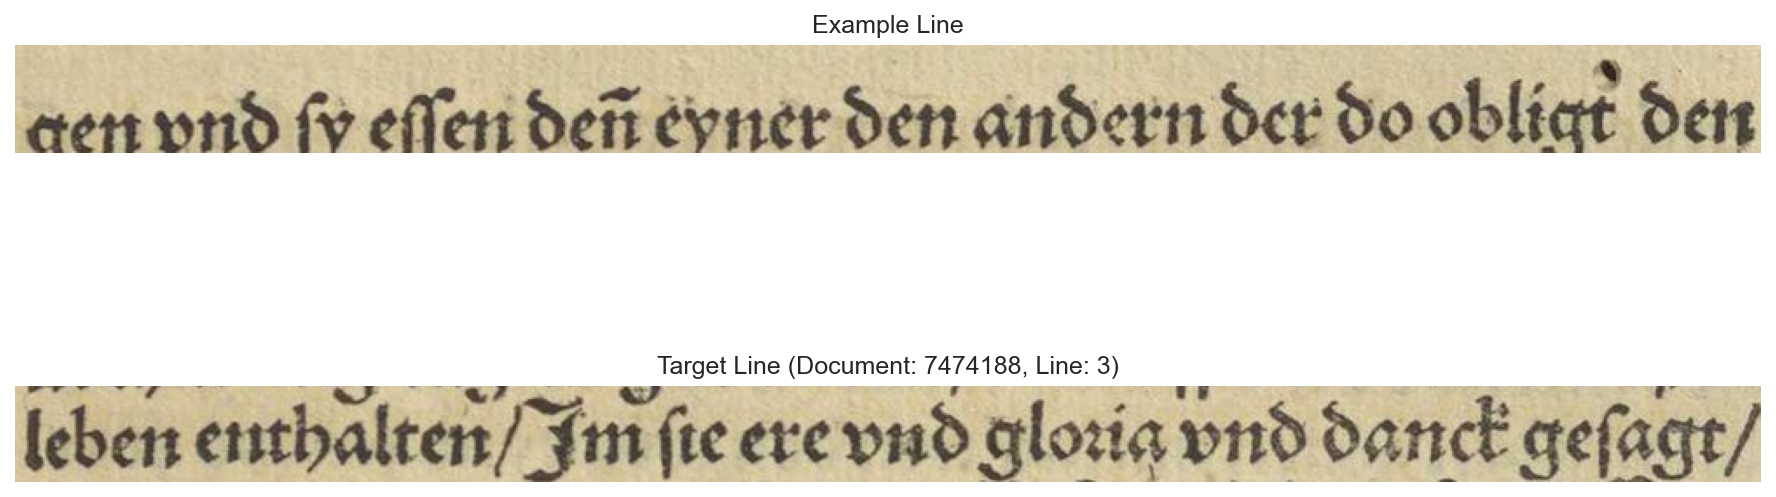 Example Line
gen vnd ſy eſſen den̄ eyner den andern der do obligt den
Target Line (Document: 7474188, Line: 3)
leben enthalten/ Im ſie ere vnd gloria vnd danck geſagt/